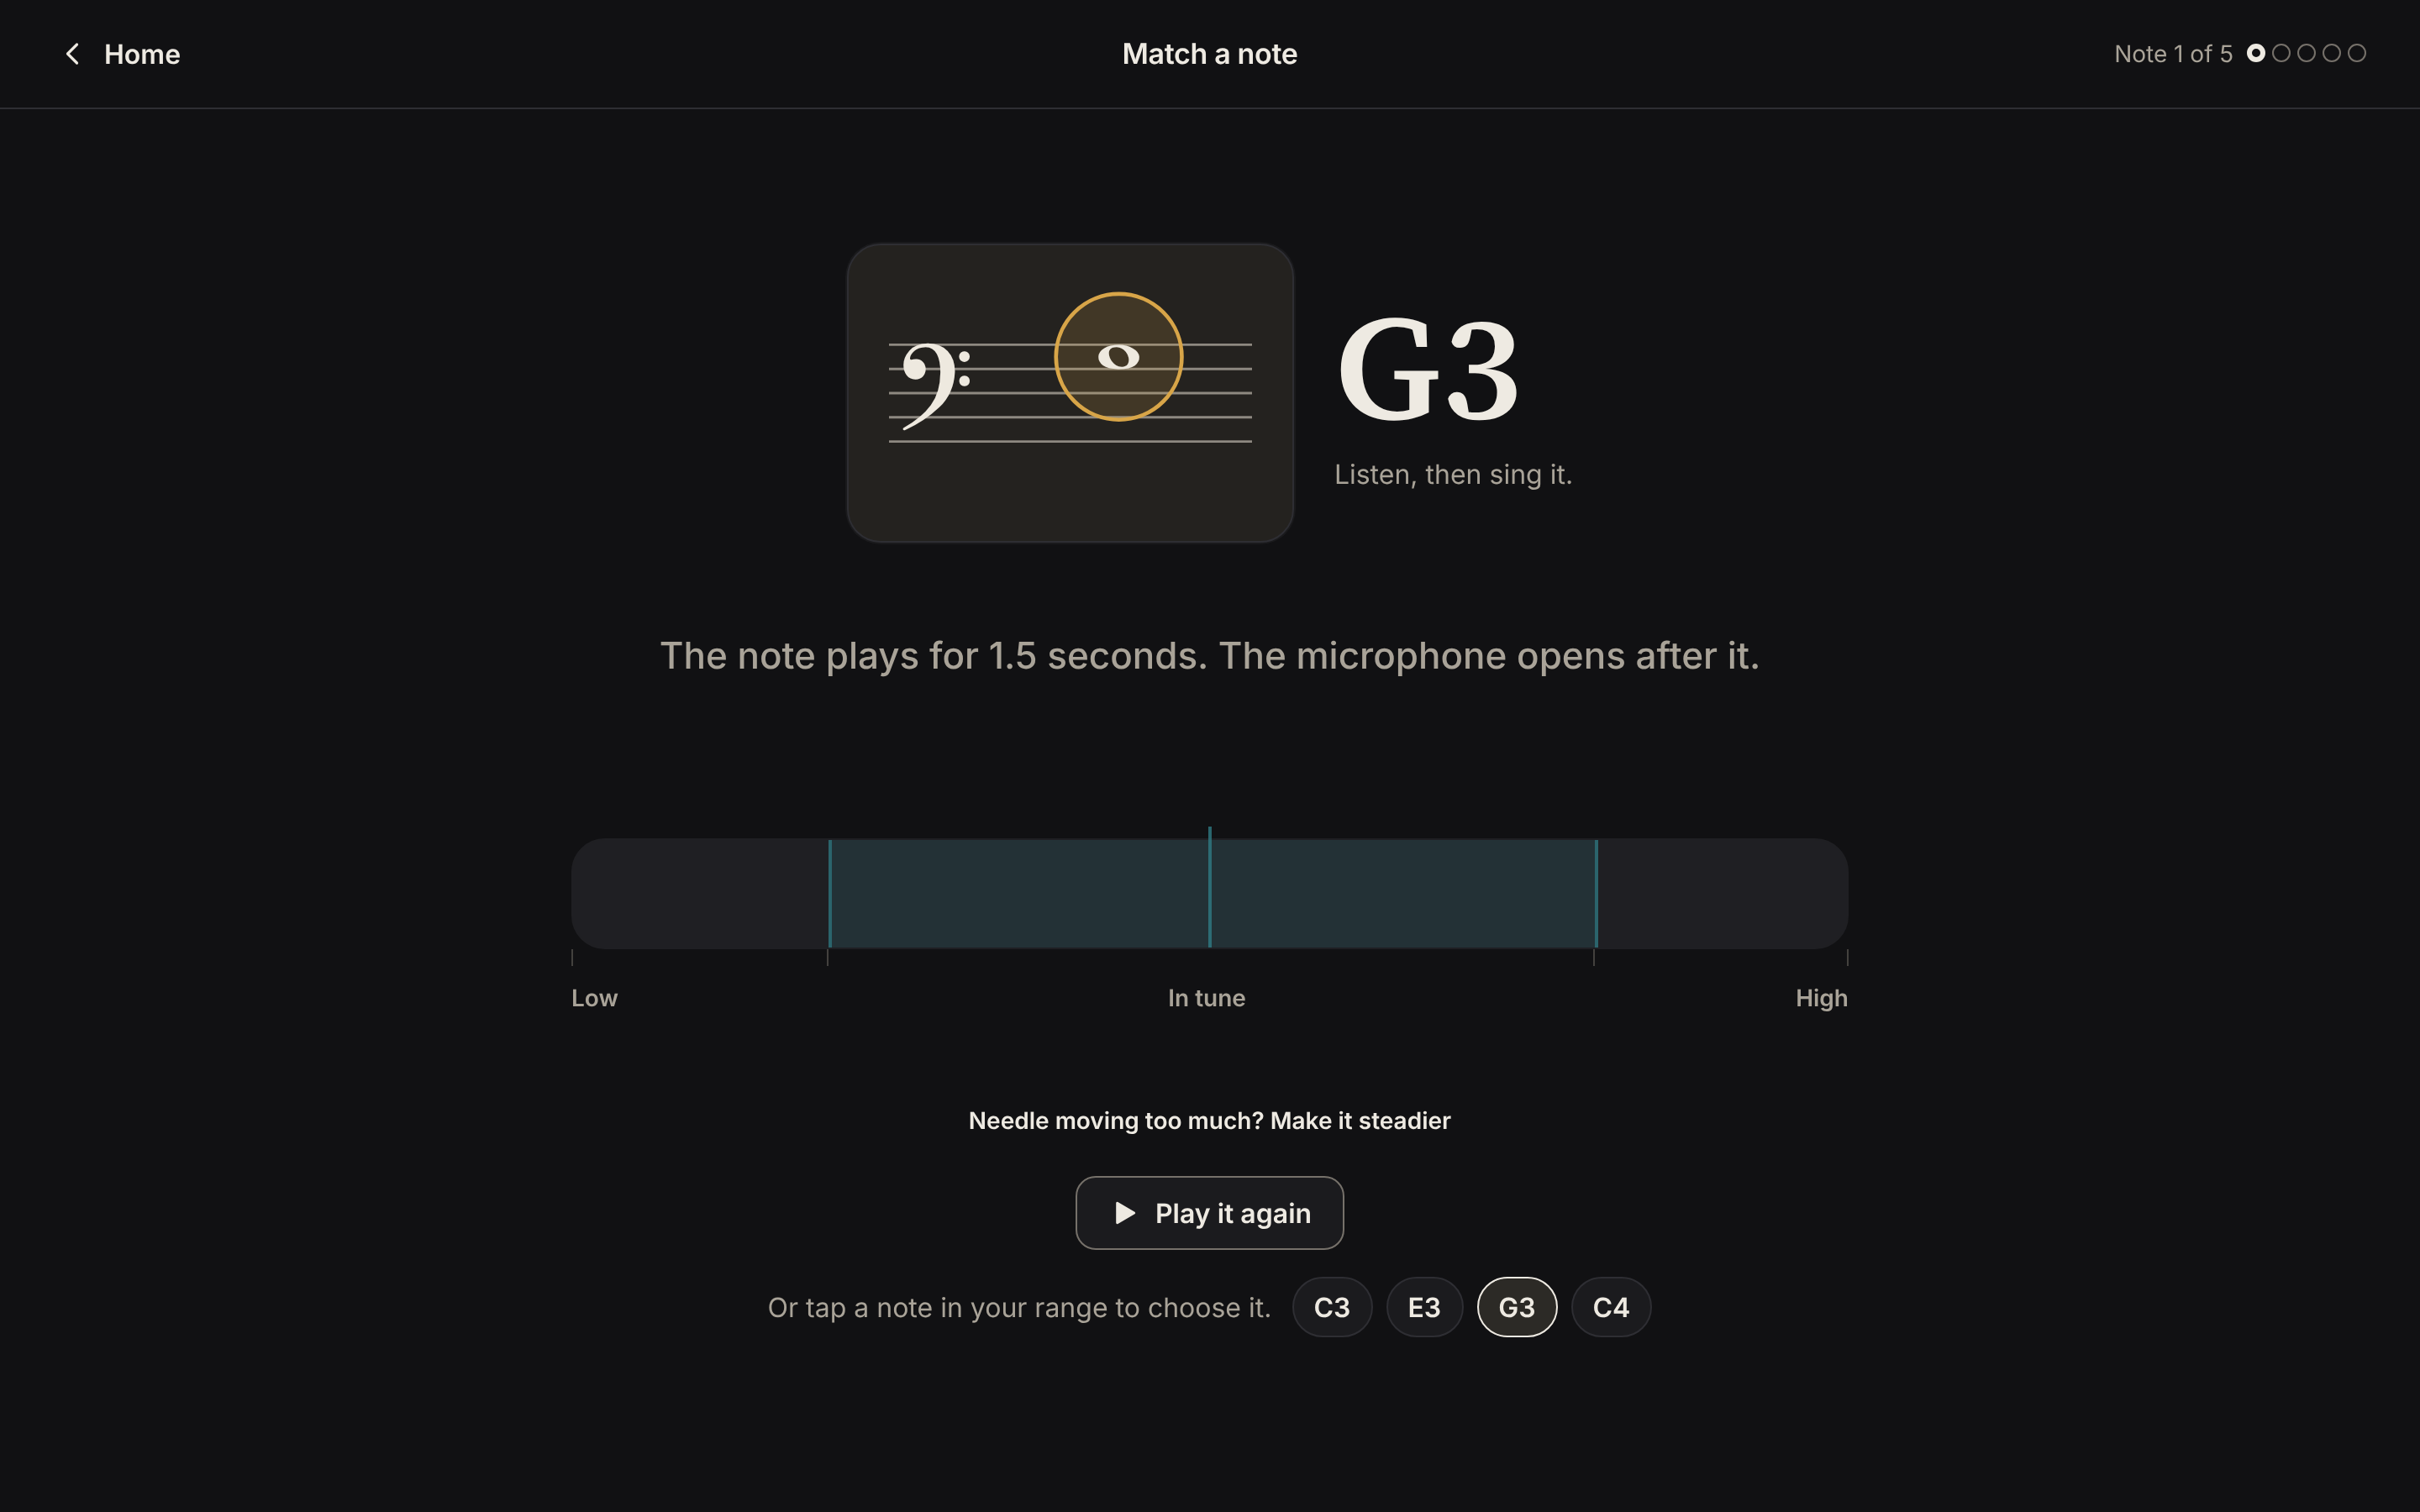 Home
Match a note
Note 1 of 5
G3
Listen, then sing it.
The note plays for 1.5 seconds. The microphone opens after it.
Low
In tune
High
Needle moving too much? Make it steadier
Play it again
Or tap a note in your range to choose it.
C3
E3
G3
C4